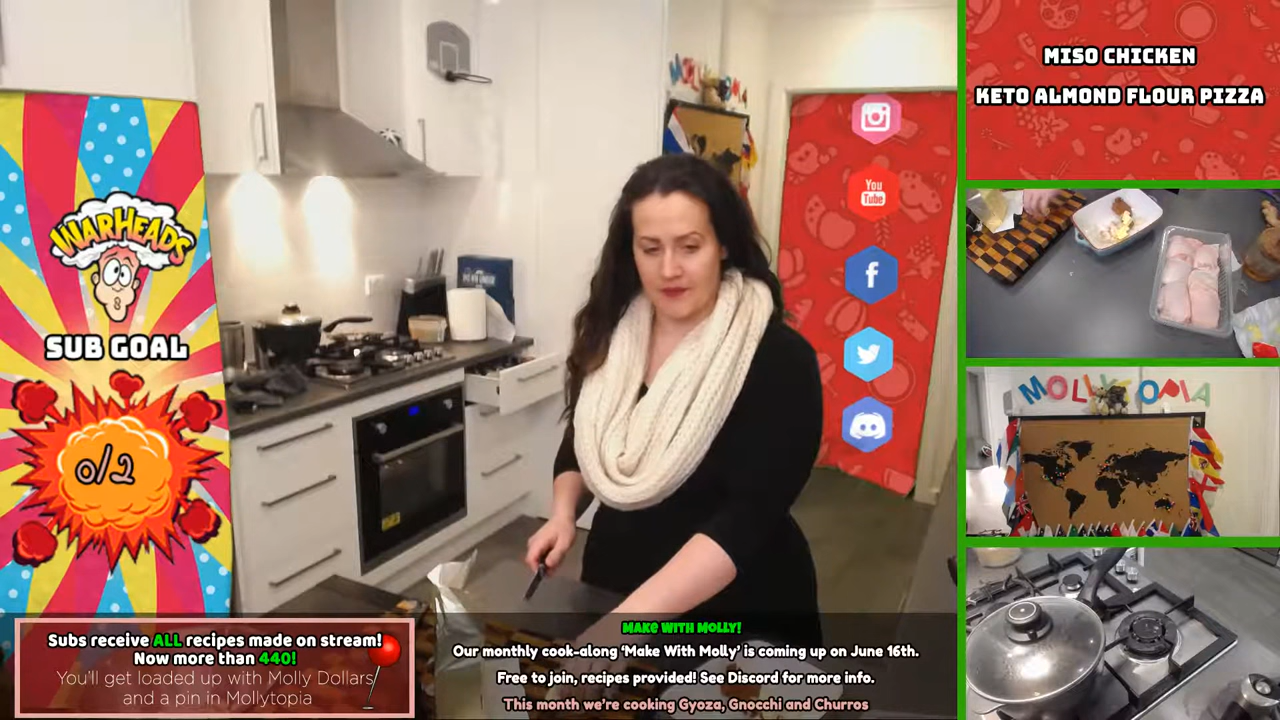 WARHEADS
SUB GOAL
0/2
Subs receive ALL recipes made on stream!
Now more than 440!
You'll get loaded up with Molly Dollars
and a pin in Mollytopia
MAKE WITH MOLLY!
Our monthly cook-along 'Make With Molly' is coming up on June 16th.
Free to join, recipes provided! See Discord for more info.
This month we're cooking Gyoza, Gnocchi and Churros
You
Tube
MISO CHICKEN
KETO ALMOND FLOUR PIZZA
MOLLYTOPIA